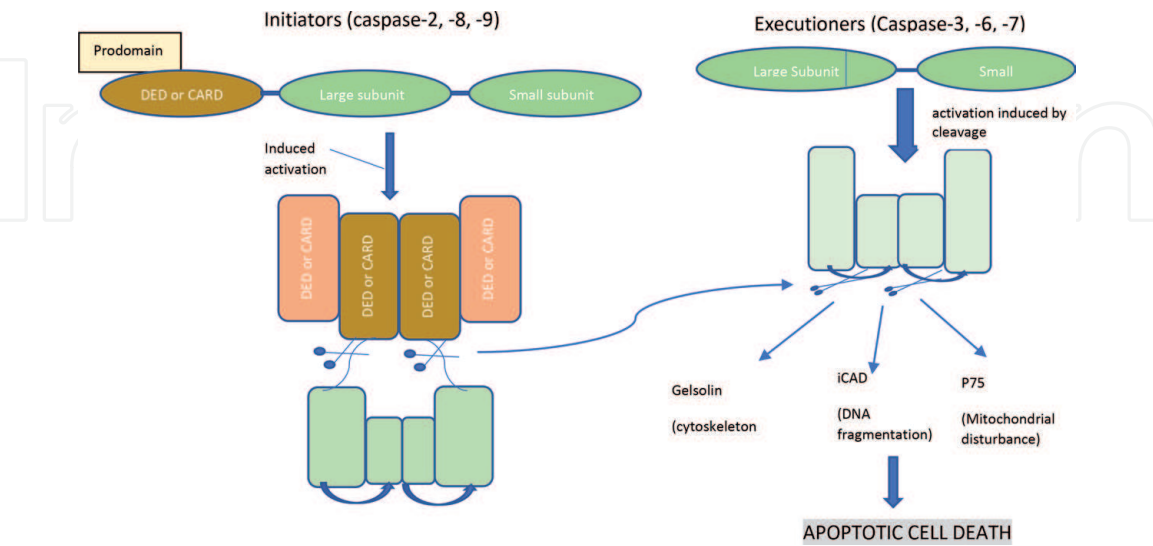 Initiators (caspase-2, -8, -9)
Prodomain
DED or CARD
Large subunit
Small subunit
Induced
activation
DED or CARD
DED or CARD
DED or CARD
DED or CARD
Executioners (Caspase-3, -6, -7)
Large Subunit
Small
activation induced by
cleavage
Gelsolin
(cytoskeleton
iCAD
(DNA
fragmentation)
P75
(Mitochondrial
disturbance)
APOPTOTIC CELL DEATH